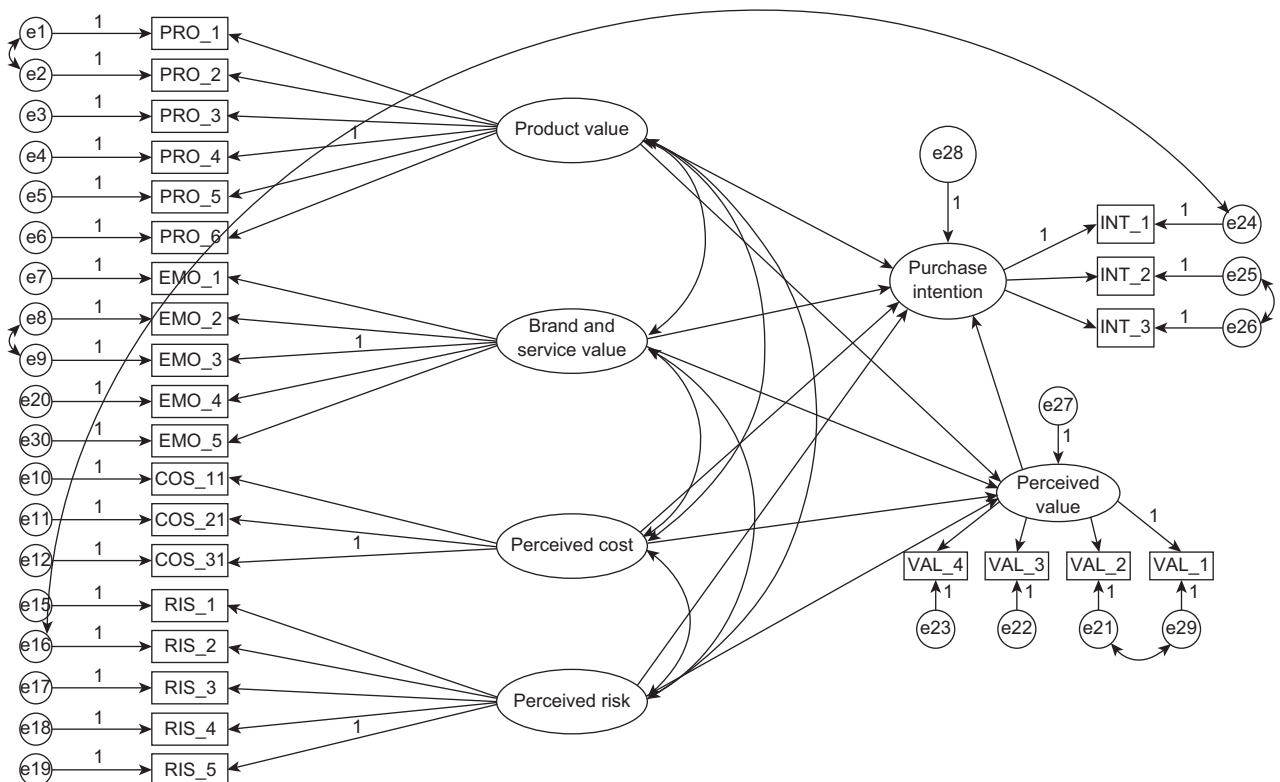 e1 1 PRO_1
e2 1 PRO_2
e3 1 PRO_3
e4 1 PRO_4
e5 1 PRO_5
e6 1 PRO_6
e7 1 EMO_1
e8 1 EMO_2
e9 1 EMO_3
e20 1 EMO_4
e30 1 EMO_5
e10 1 COS_11
e11 1 COS_21
e12 1 COS_31
e15 1 RIS_1
e16 1 RIS_2
e17 1 RIS_3
e18 1 RIS_4
e19 1 RIS_5
1
Product value
1
Brand and
service value
1
Perceived cost
1
Perceived risk
e28
1
Purchase
intention
1 INT_1 1 e24
INT_2 1 e25
INT_3 1 e26
e27
1
Perceived
value
1
VAL_4 VAL_3 VAL_2 VAL_1
1 1 1 1
e23 e22 e21 e29